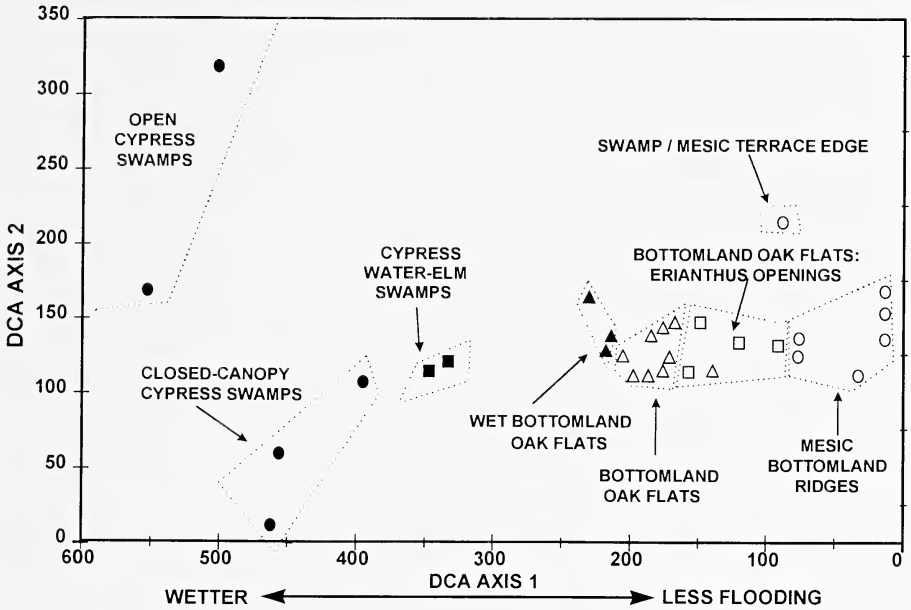 350
300
250
200
150
100
50
0
DCA AXIS 2
OPEN
CYPRESS
SWAMPS
SWAMP / MESIC TERRACE EDGE
CYPRESS
WATER-ELM
SWAMPS
BOTTOMLAND OAK FLATS:
ERIANTHUS OPENINGS
CLOSED-CANOPY
CYPRESS SWAMPS
WET BOTTOMLAND
OAK FLATS
BOTTOMLAND
OAK FLATS
MESIC
BOTTOMLAND
RIDGES
600 500 400 300 200 100 0
DCA AXIS 1
WETTER LESS FLOODING